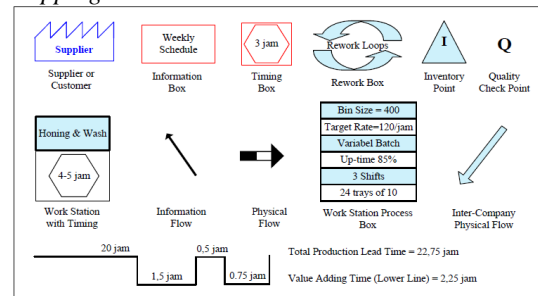 Supplier
Weekly
Schedule
3 jam
Rework Loops
I
Q
Supplier or
Customer
Information
Box
Timing
Box
Rework Box
Inventory
Point
Quality
Check Point
Honing & Wash
4-5 jam
Bin Size = 400
Target Rate=120/jam
Variabel Batch
Up-time 85%
3 Shifts
24 trays of 10
Work Station
with Timing
Information
Flow
Physical
Flow
Work Station Process
Box
Inter-Company
Physical Flow
20 jam
0,5 jam
Total Production Lead Time = 22,75 jam
1,5 jam
0.75 jam
Value Adding Time (Lower Line) = 2,25 jam